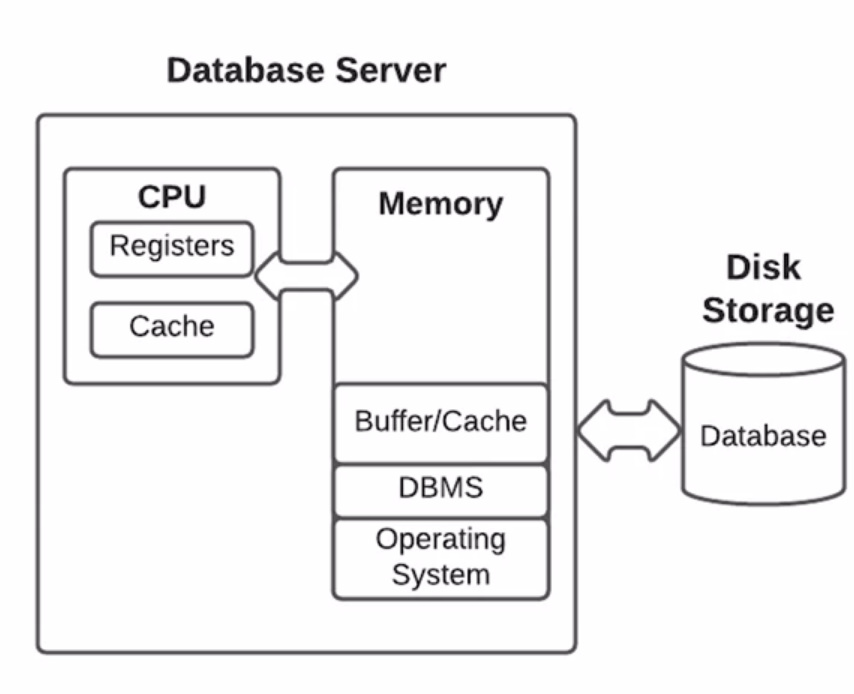 Database Server
CPU
Registers
Cache
Memory
Buffer/Cache
DBMS
Operating
System
Disk
Storage
Database